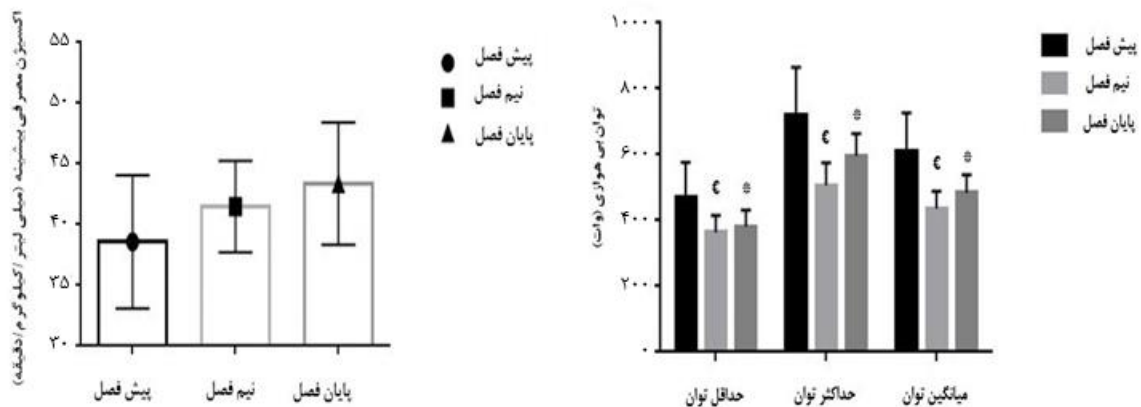 اکسیژن مصرفی بیشینه (میلی لیتر/کیلوگرم/دقیقه)
۵۵
۵۰
۴۵
۴۰
۳۵
۳۰
پیش فصل
نیم فصل
پایان فصل
پیش فصل
نیم فصل
پایان فصل
توان بی هوازی (وات)
۱۰۰۰
۸۰۰
۶۰۰
۴۰۰
۲۰۰
۰
€
*
€
*
€
*
حداقل توان
حداکثر توان
میانگین توان
پیش فصل
نیم فصل
پایان فصل